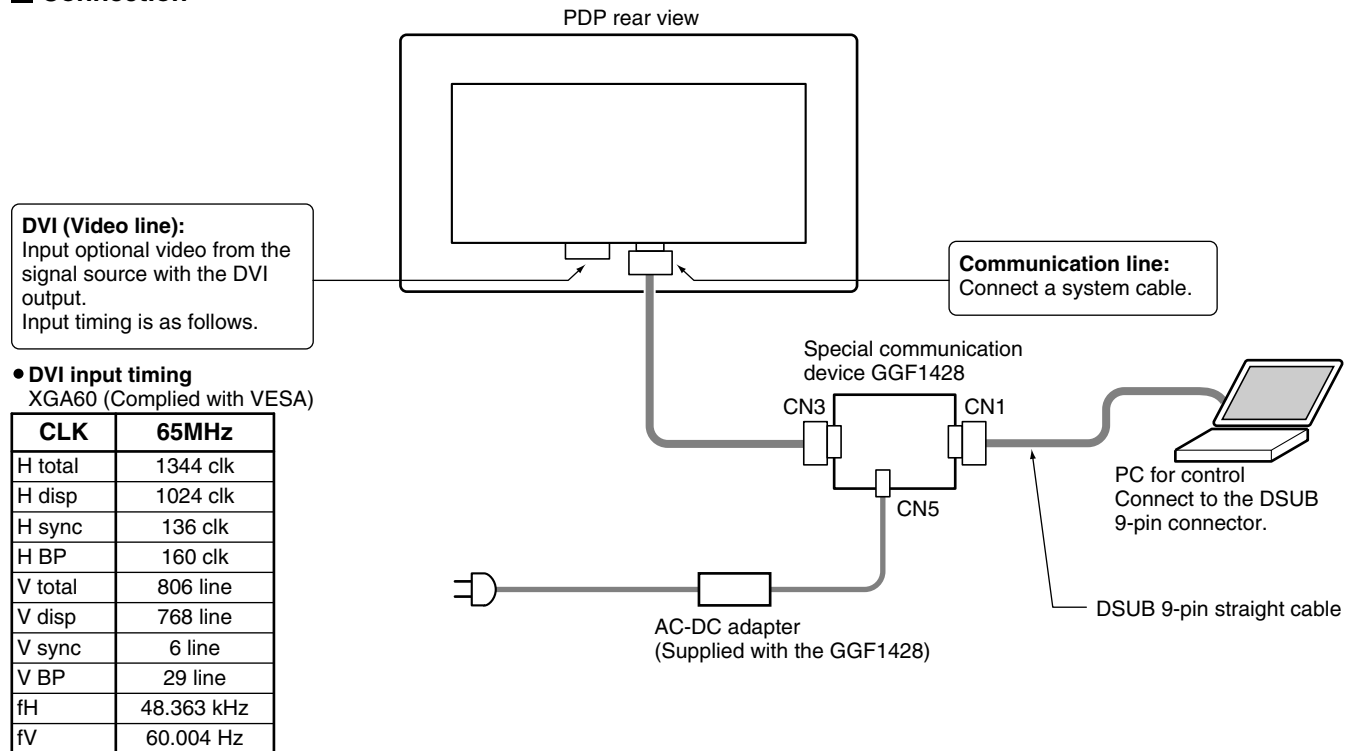 ■ Connection
PDP rear view
DVI (Video line):
Input optional video from the
signal source with the DVI
output.
Input timing is as follows.
Communication line:
Connect a system cable.
• DVI input timing
XGA60 (Complied with VESA)
CLK 65MHz
H total 1344 clk
H disp 1024 clk
H sync 136 clk
H BP 160 clk
V total 806 line
V disp 768 line
V sync 6 line
V BP 29 line
fH 48.363 kHz
fV 60.004 Hz
Special communication
device GGF1428
CN3
CN1
CN5
PC for control
Connect to the DSUB
9-pin connector.
DSUB 9-pin straight cable
AC-DC adapter
(Supplied with the GGF1428)